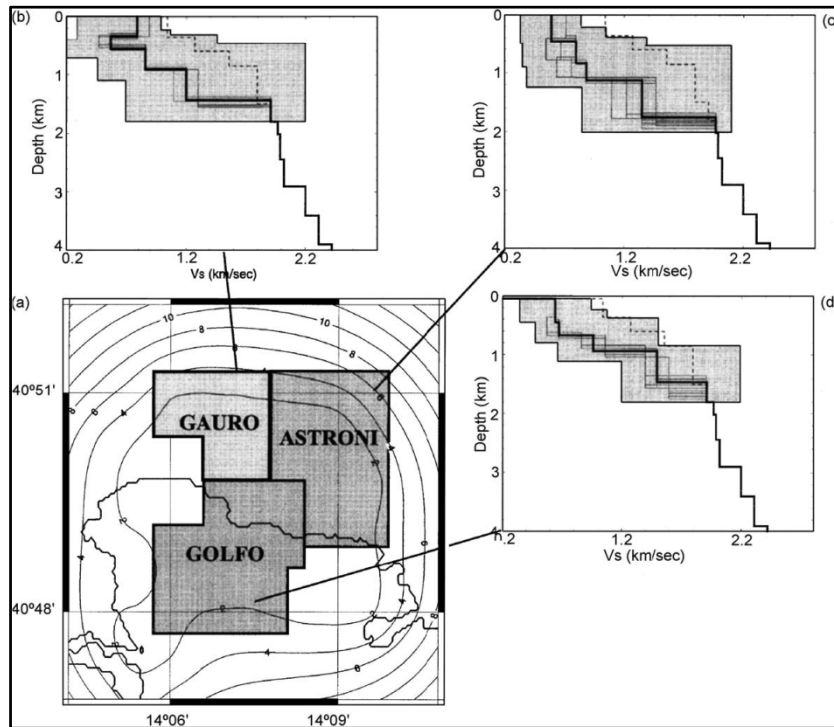 (b)
0
1
2
3
4
Depth (km)
0.2
1.2
2.2
Vs (km/sec)
(c)
0
1
2
3
4
Depth (km)
0.2
1.2
2.2
Vs (km/sec)
(d)
0
1
2
3
4
Depth (km)
1.2
2.2
Vs (km/sec)
(a)
10
8
6
8
40º51'
GAURO
ASTRONI
GOLFO
40º48'
4
8
14º06'
14º09'